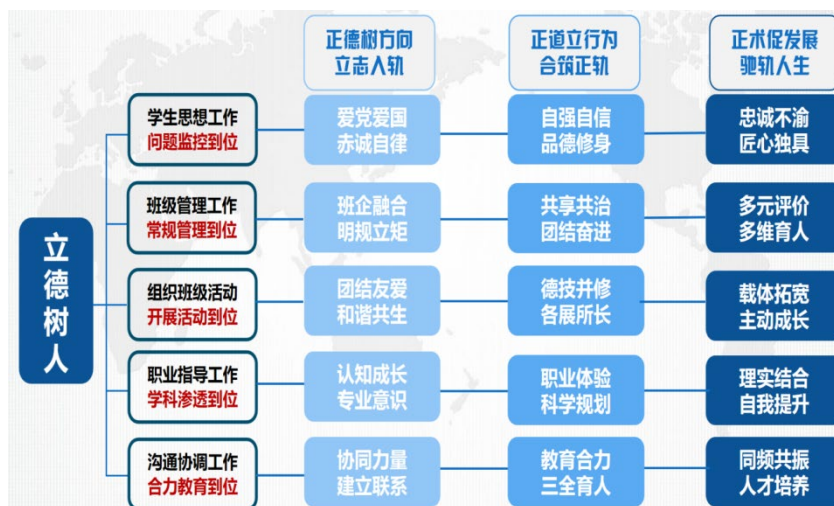 正德树方向
立志入轨
正道立行为
合筑正轨
正术促发展
驰轨人生
立德树人
学生思想工作
问题监控到位
爱党爱国
赤诚自律
自强自信
品德修身
忠诚不渝
匠心独具
班级管理工作
常规管理到位
班企融合
明规立矩
共享共治
团结奋进
多元评价
多维育人
组织班级活动
开展活动到位
团结友爱
和谐共生
德技并修
各展所长
载体拓宽
主动成长
职业指导工作
学科渗透到位
认知成长
专业意识
职业体验
科学规划
理实结合
自我提升
沟通协调工作
合力教育到位
协同力量
建立联系
教育合力
三全育人
同频共振
人才培养